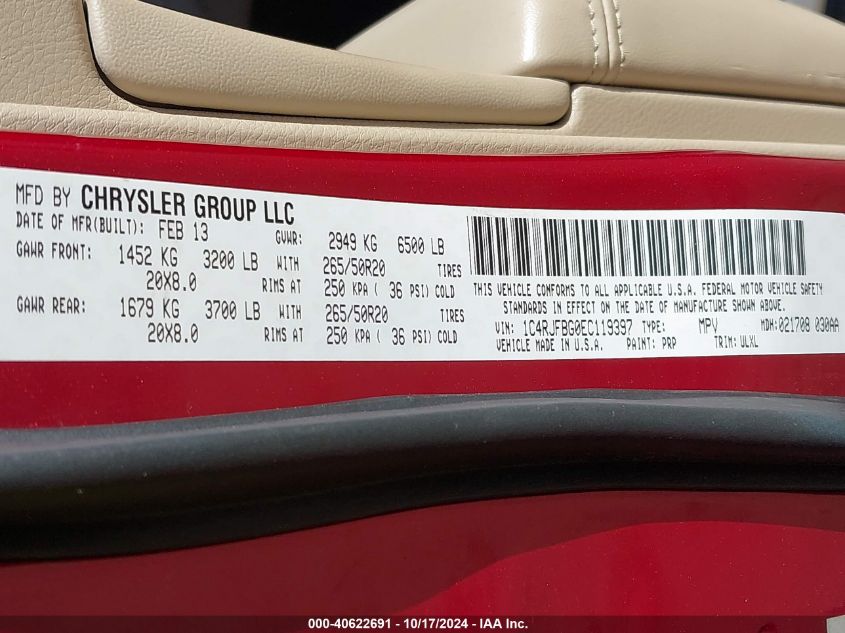 MFD BY CHRYSLER GROUP LLC
DATE OF MFR(BUILT): FEB 13 GVWR: 2949 KG 6500 LB
GAWR FRONT: 1452 KG 3200 LB WITH 265/50R20 TIRES
20X8.0 RIMS AT 250 KPA ( 36 PSI) COLD
GAWR REAR: 1679 KG 3700 LB WITH 265/50R20 TIRES
20X8.0 RIMS AT 250 KPA ( 36 PSI) COLD
THIS VEHICLE CONFORMS TO ALL APPLICABLE U.S.A. FEDERAL MOTOR VEHICLE SAFETY
STANDARDS IN EFFECT ON THE DATE OF MANUFACTURE SHOWN ABOVE.
VIN: 1C4RJFBG0EC119397 TYPE: MPV MDH: 021708 030AA
VEHICLE MADE IN U.S.A. PAINT: PRP TRIM: ULXL
000-40622691 - 10/17/2024 - IAA Inc.